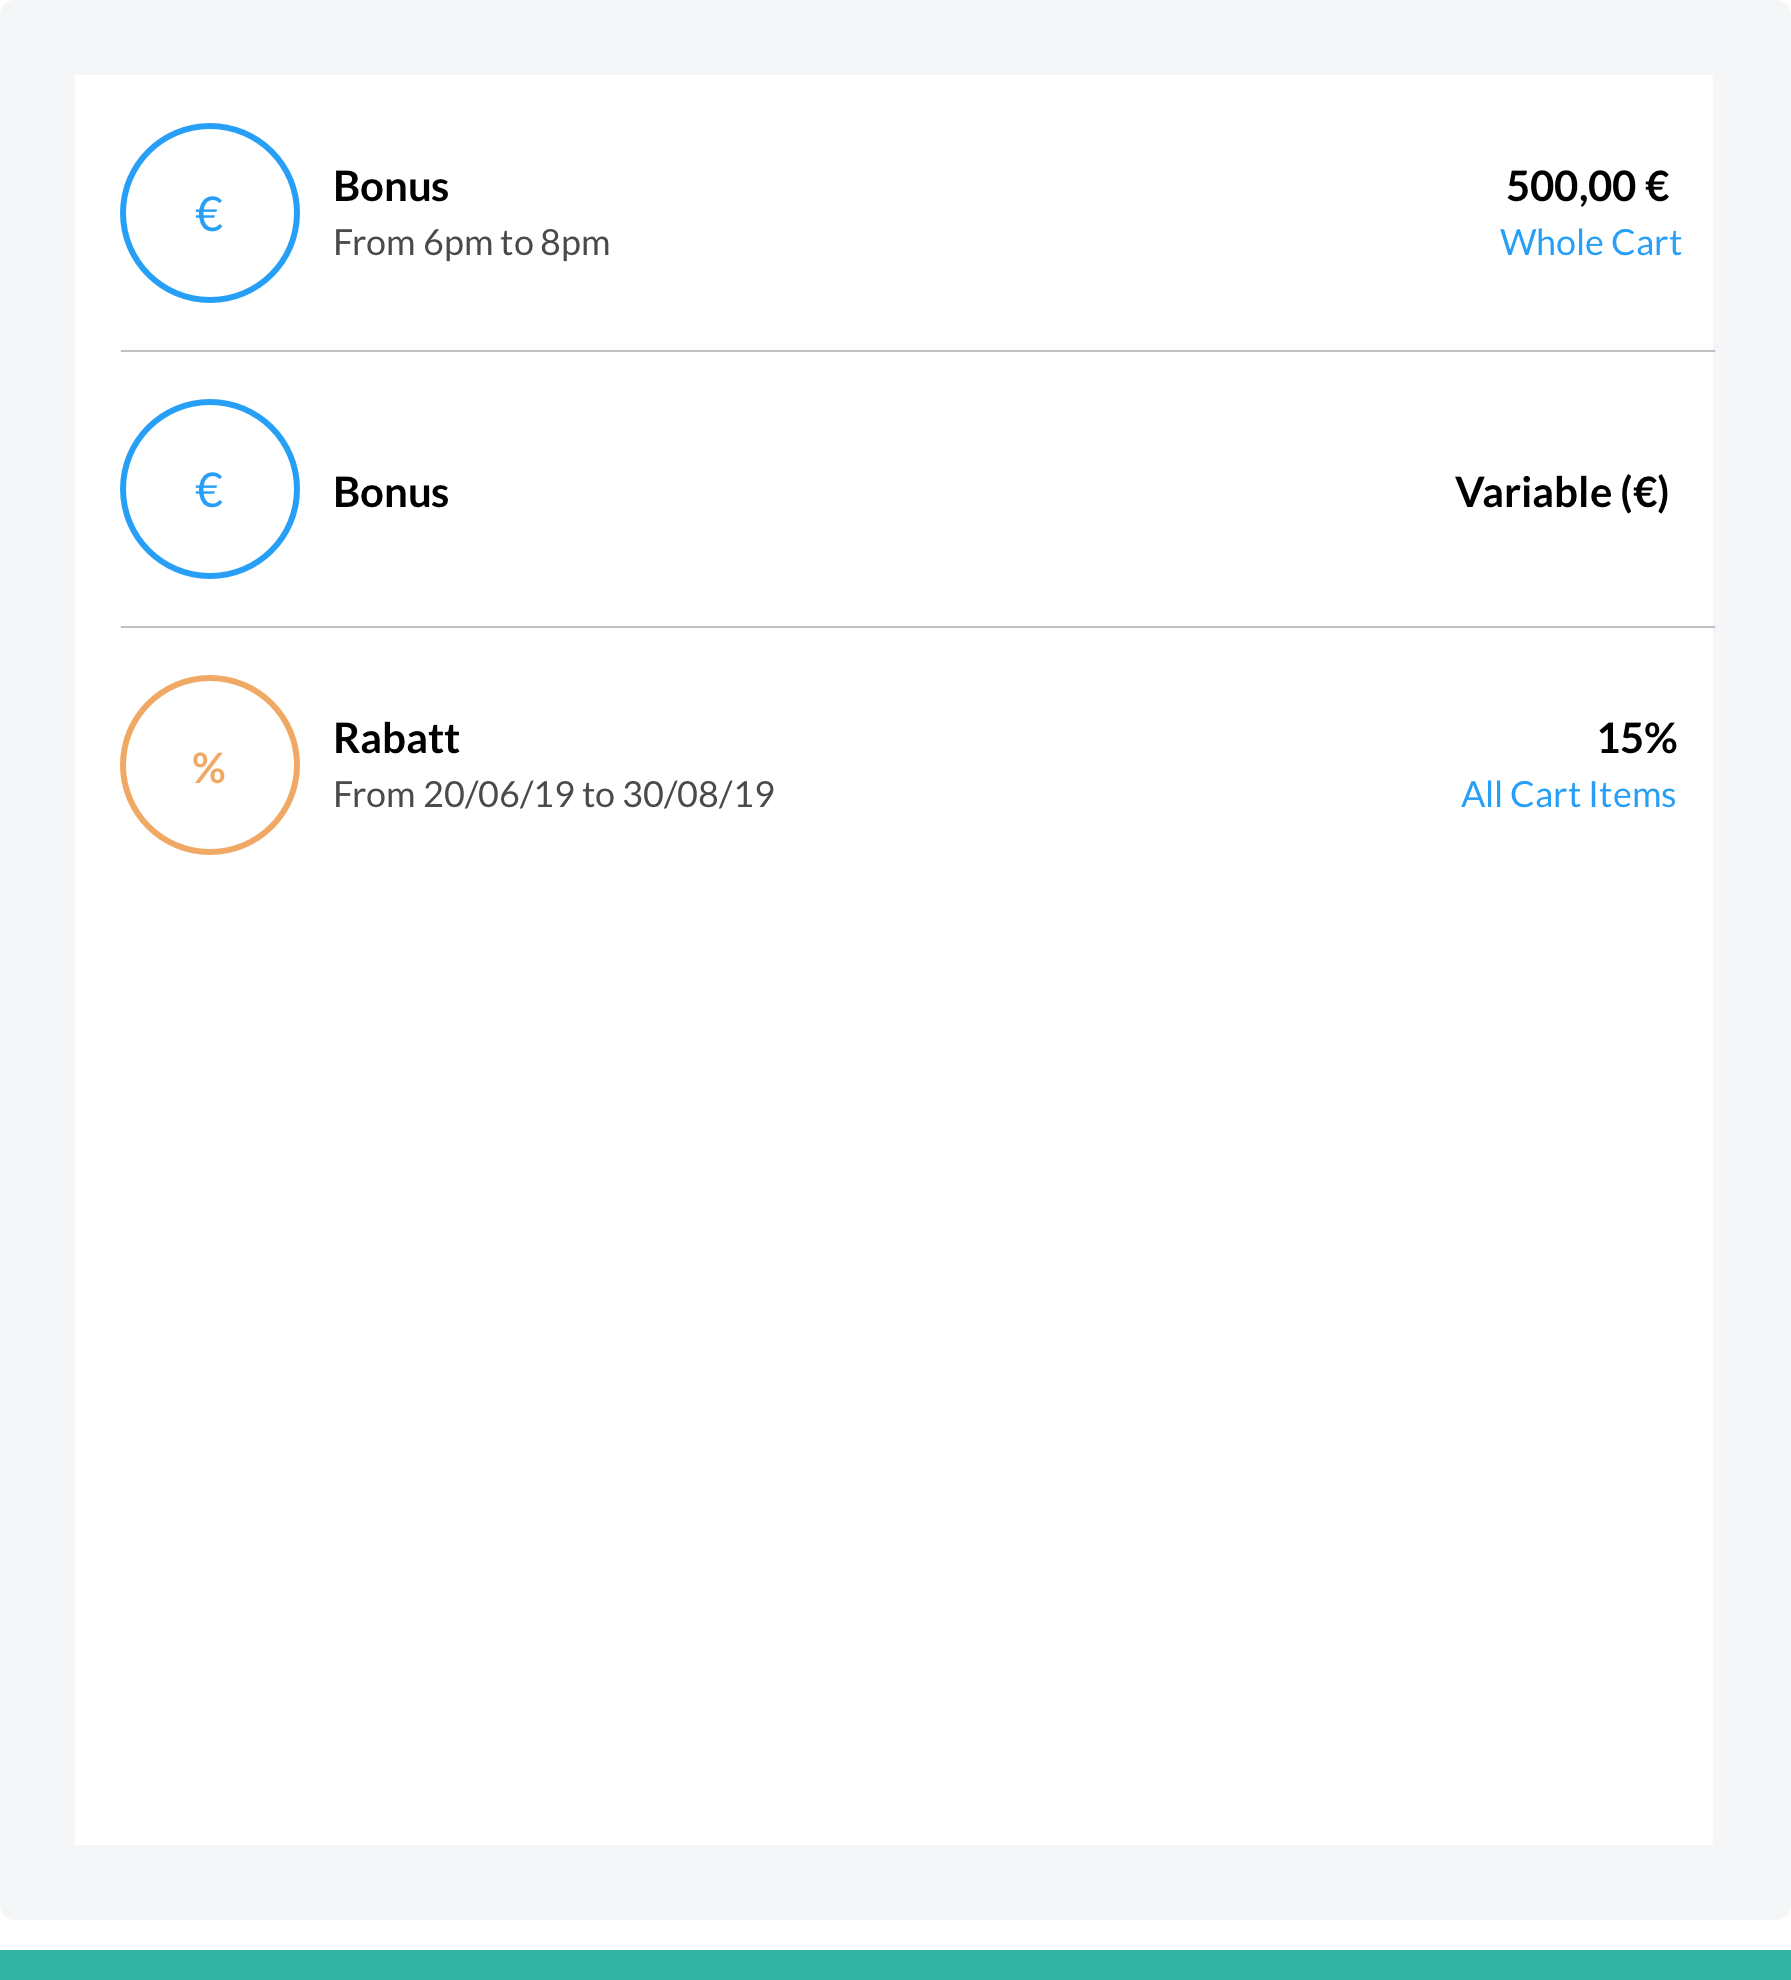 €
Bonus
500,00 €
From 6pm to 8pm
Whole Cart
€
Bonus
Variable (€)
%
Rabatt
15%
From 20/06/19 to 30/08/19
All Cart Items